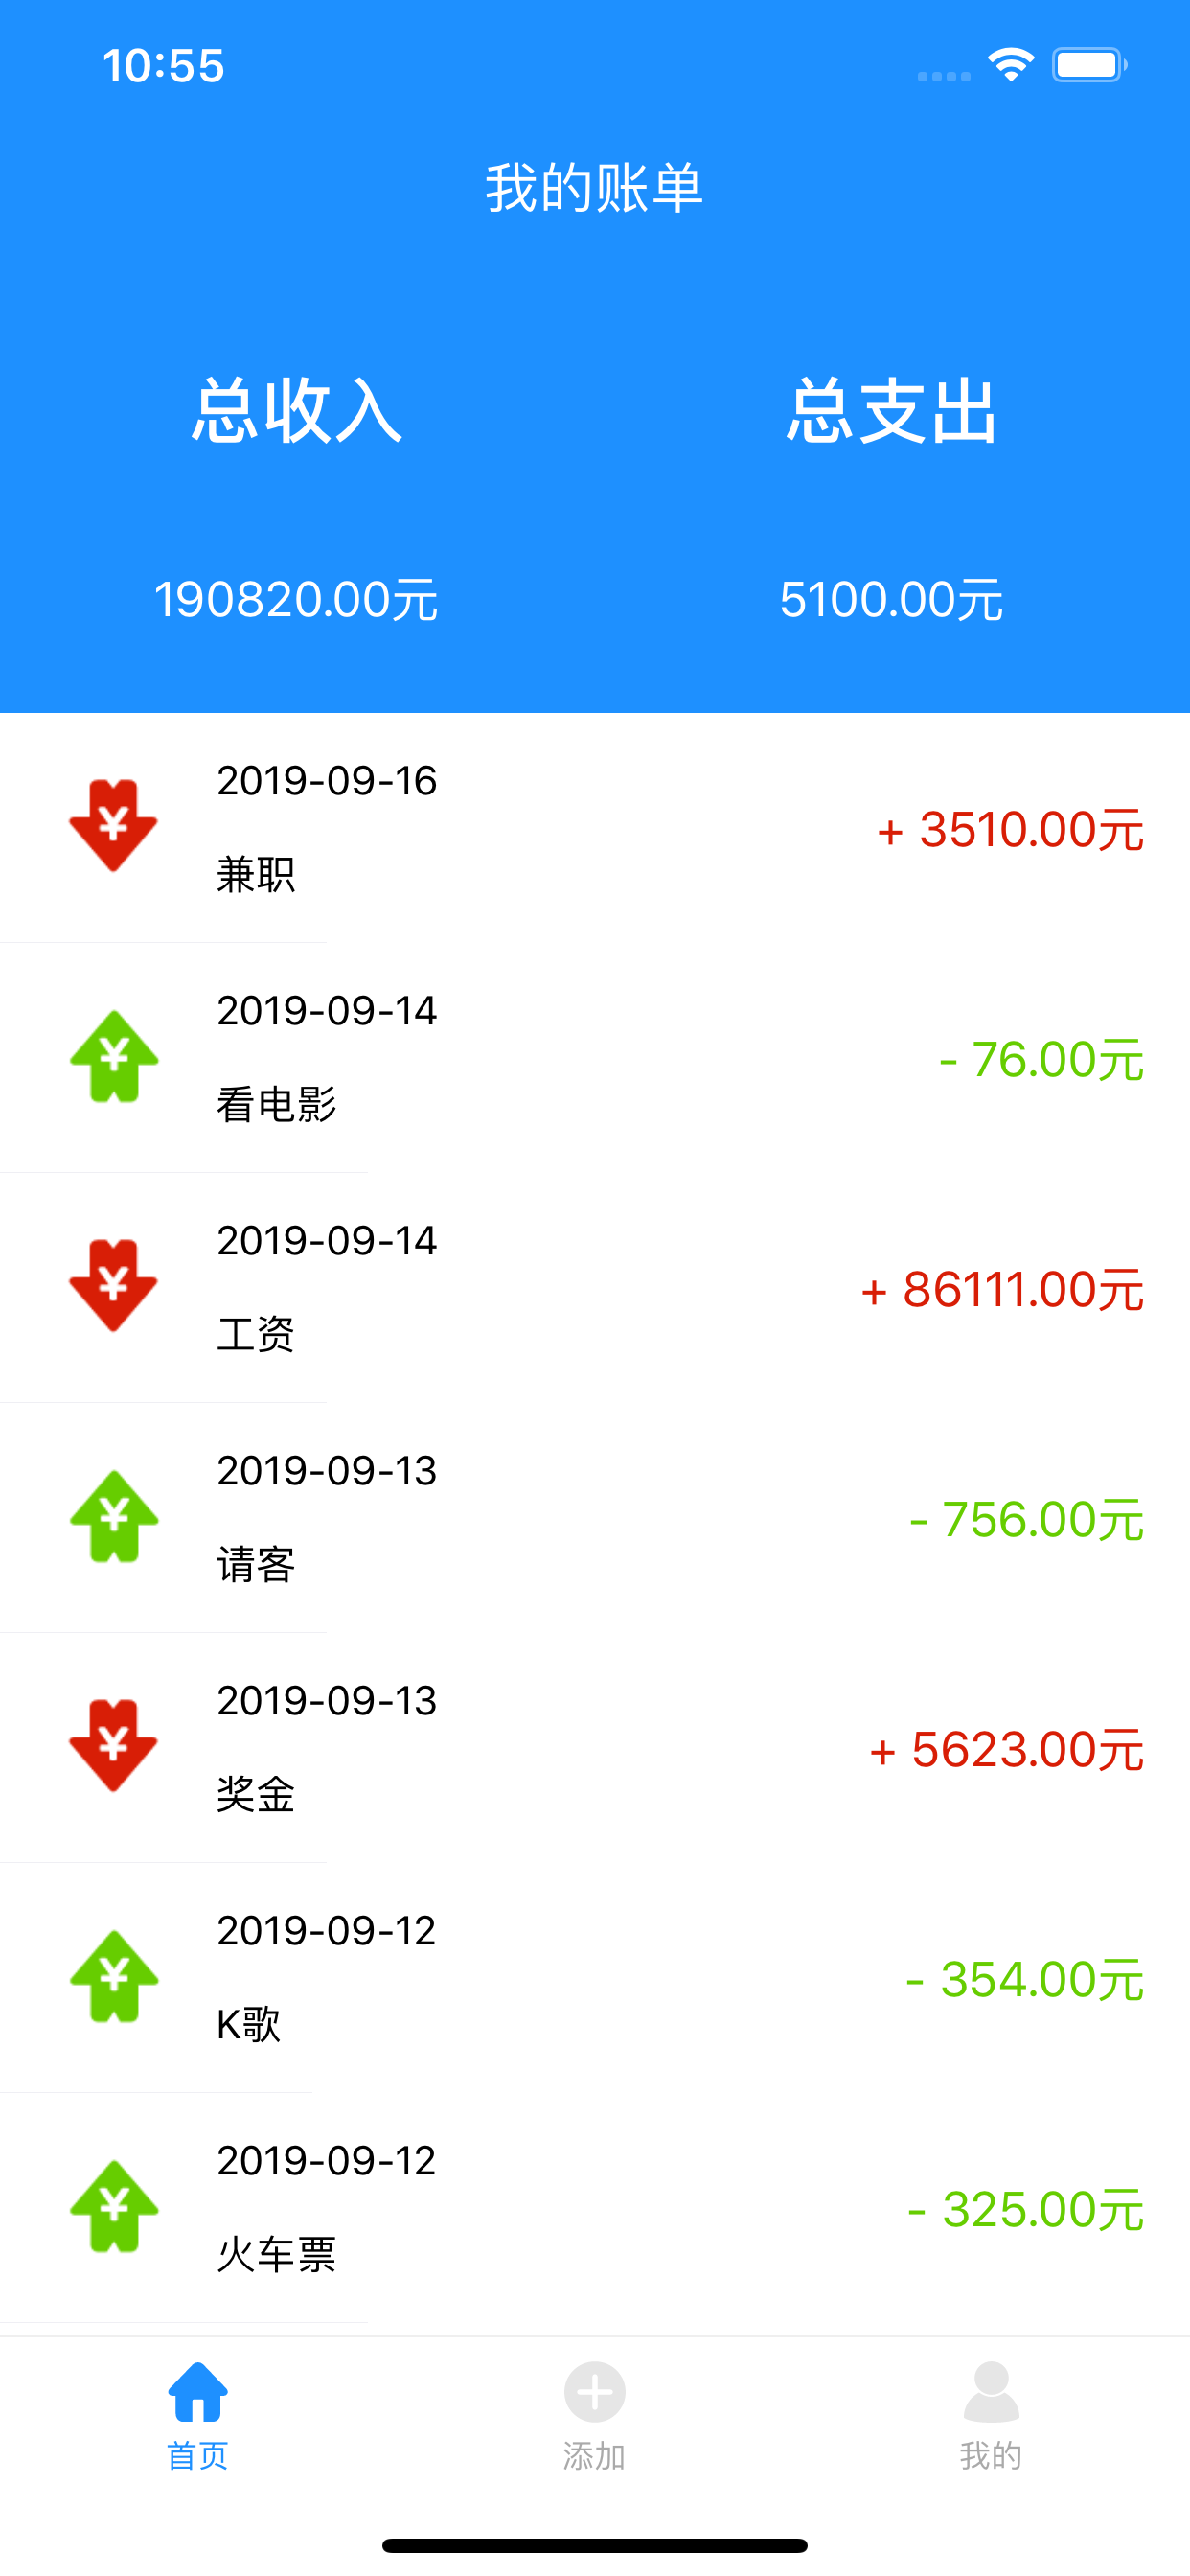 10:55
我的账单
总收入 总支出
190820.00元 5100.00元
2019-09-16
+ 3510.00元
兼职
2019-09-14
- 76.00元
看电影
2019-09-14
+ 86111.00元
工资
2019-09-13
- 756.00元
请客
2019-09-13
+ 5623.00元
奖金
2019-09-12
- 354.00元
K歌
2019-09-12
- 325.00元
火车票
首页 添加 我的